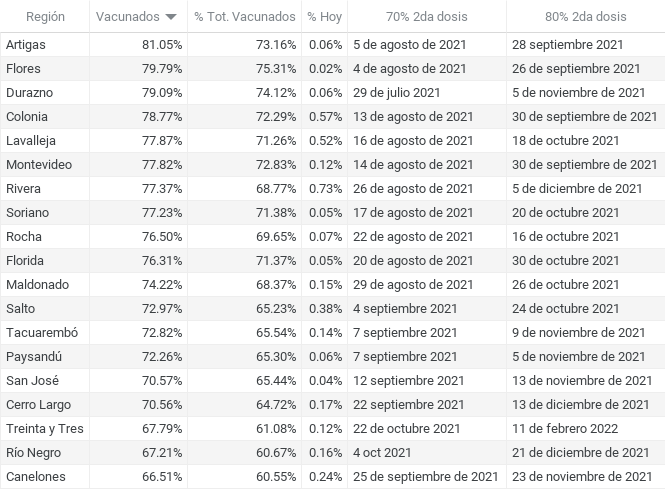 Región Vacunados % Tot. Vacunados % Hoy 70% 2da dosis 80% 2da dosis
Artigas 81.05% 73.16% 0.06% 5 de agosto de 2021 28 septiembre 2021
Flores 79.79% 75.31% 0.02% 4 de agosto de 2021 26 de septiembre 2021
Durazno 79.09% 74.12% 0.06% 29 de julio 2021 5 de noviembre de 2021
Colonia 78.77% 72.29% 0.57% 13 de agosto de 2021 30 de septiembre de 2021
Lavalleja 77.87% 71.26% 0.52% 16 de agosto de 2021 18 de octubre 2021
Montevideo 77.82% 72.83% 0.12% 14 de agosto de 2021 30 de septiembre de 2021
Rivera 77.37% 68.77% 0.73% 26 de agosto de 2021 5 de diciembre de 2021
Soriano 77.23% 71.38% 0.05% 17 de agosto de 2021 20 de octubre 2021
Rocha 76.50% 69.65% 0.07% 22 de agosto de 2021 16 de octubre 2021
Florida 76.31% 71.37% 0.05% 20 de agosto de 2021 30 de octubre 2021
Maldonado 74.22% 68.37% 0.15% 29 de agosto de 2021 26 de octubre 2021
Salto 72.97% 65.23% 0.38% 4 septiembre 2021 24 de octubre 2021
Tacuarembó 72.82% 65.54% 0.14% 7 septiembre 2021 9 de noviembre de 2021
Paysandú 72.26% 65.30% 0.06% 7 septiembre 2021 5 de noviembre 2021
San José 70.57% 65.44% 0.04% 12 septiembre 2021 13 de noviembre de 2021
Cerro Largo 70.56% 64.72% 0.17% 22 septiembre 2021 13 de diciembre de 2021
Treinta y Tres 67.79% 61.08% 0.12% 22 de octubre 2021 11 de febrero 2022
Río Negro 67.21% 60.67% 0.16% 4 oct 2021 21 de diciembre de 2021
Canelones 66.51% 60.55% 0.24% 25 de septiembre de 2021 23 de noviembre de 2021